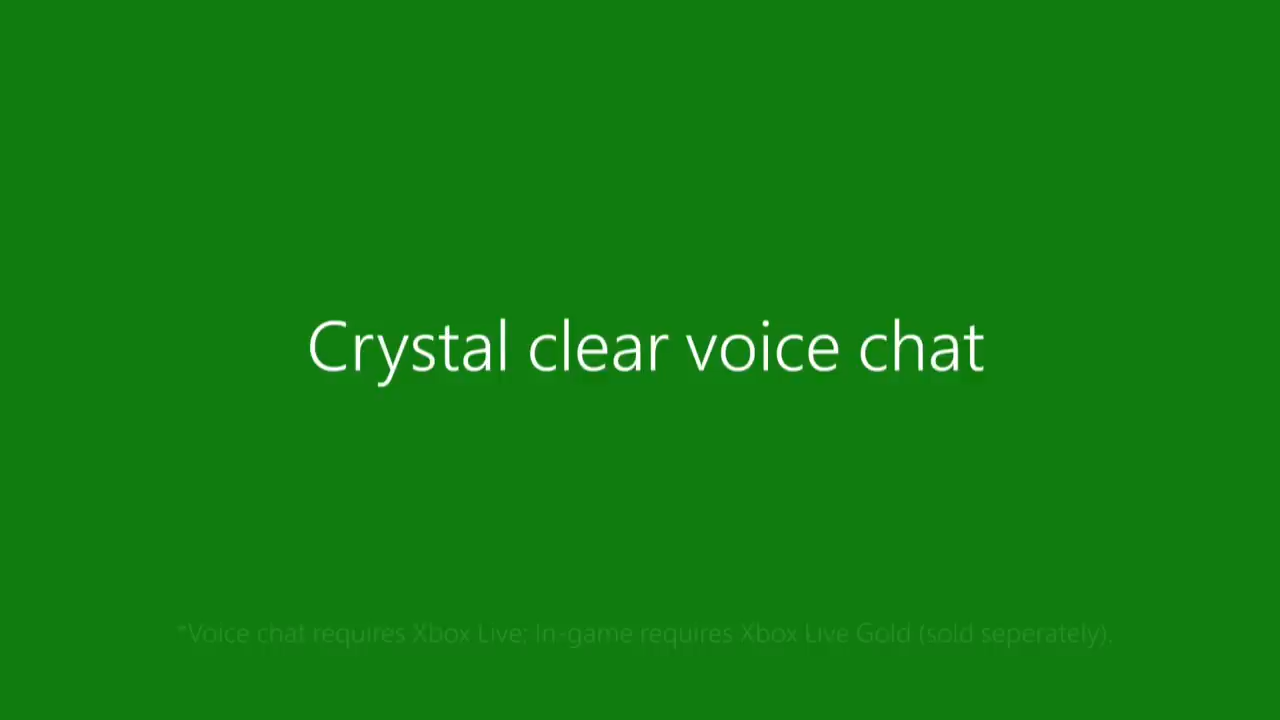 Crystal clear voice chat
*Voice chat requires Xbox Live; In-game requires Xbox Live Gold (sold seperately).